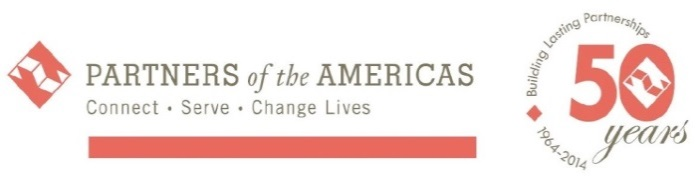 PARTNERS of the AMERICAS
Connect • Serve • Change Lives
Building Lasting Partnerships
50
years
1964-2014